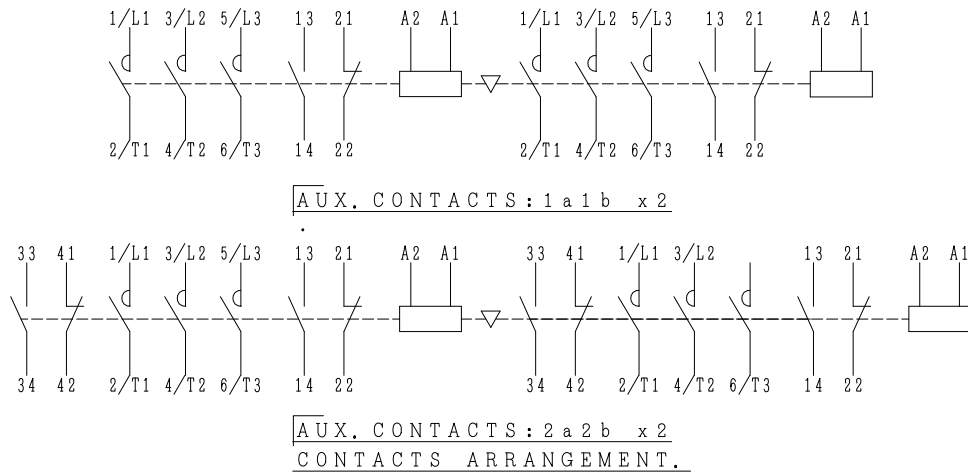 1/L1 3/L2 5/L3 13 21 A2 A1 1/L1 3/L2 5/L3 13 21 A2 A1
2/T1 4/T2 6/T3 14 22 2/T1 4/T2 6/T3 14 22
AUX. CONTACTS:1a1b x2
.
33 41 1/L1 3/L2 5/L3 13 21 A2 A1 33 41 1/L1 3/L2 13 21 A2 A1
34 42 2/T1 4/T2 6/T3 14 22 34 42 2/T1 4/T2 6/T3 14 22
AUX. CONTACTS:2a2b x2
CONTACTS ARRANGEMENT.